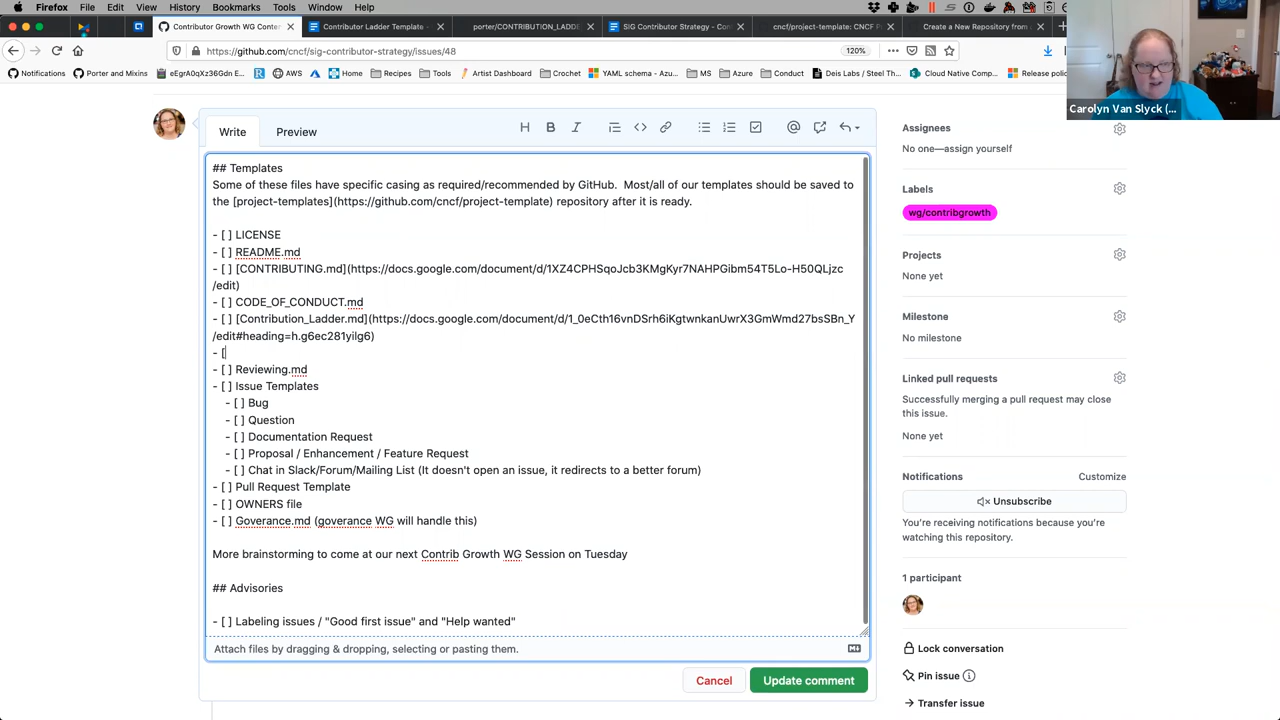 Firefox File Edit View History Bookmarks Tools Window Help
Contributor Growth WG Conten
Contributor Ladder Template -
porter/CONTRIBUTION_LADDE
SIG Contributor Strategy - Con
cncf/project-template: CNCF P
Create a New Repository from
https://github.com/cncf/sig-contributor-strategy/issues/48
120%
Notifications
Porter and Mixins
eEgrA0qXz36Gdn E...
AWS
Home
Recipes
Tools
Artist Dashboard
Crochet
YAML schema - Azu...
MS
Azure
Conduct
Deis Labs / Steel Th...
Cloud Native Comp...
Release polic
Carolyn Van Slyck (...
Write
Preview
## Templates
Some of these files have specific casing as required/recommended by GitHub. Most/all of our templates should be saved to
the [project-templates](https://github.com/cncf/project-template) repository after it is ready.
- [ ] LICENSE
- [ ] README.md
- [ ] [CONTRIBUTING.md](https://docs.google.com/document/d/1XZ4CPHSqoJcb3KMgKyr7NAHPGibm54T5Lo-H50QLjzc
/edit)
- [ ] CODE_OF_CONDUCT.md
- [ ] [Contribution_Ladder.md](https://docs.google.com/document/d/1_0eCth16vnDSrh6iKgtwnkanUwrX3GmWmd27bsSBn_Y
/edit#heading=h.g6ec281yilg6)
- [
- [ ] Reviewing.md
- [ ] Issue Templates
- [ ] Bug
- [ ] Question
- [ ] Documentation Request
- [ ] Proposal / Enhancement / Feature Request
- [ ] Chat in Slack/Forum/Mailing List (It doesn't open an issue, it redirects to a better forum)
- [ ] Pull Request Template
- [ ] OWNERS file
- [ ] Goverance.md (goverance WG will handle this)
More brainstorming to come at our next Contrib Growth WG Session on Tuesday
## Advisories
- [ ] Labeling issues / "Good first issue" and "Help wanted"
Attach files by dragging & dropping, selecting or pasting them.
Cancel
Update comment
Assignees
No one—assign yourself
Labels
wg/contribgrowth
Projects
None yet
Milestone
No milestone
Linked pull requests
Successfully merging a pull request may close
this issue.
None yet
Notifications
Customize
Unsubscribe
You're receiving notifications because you're
watching this repository.
1 participant
Lock conversation
Pin issue
Transfer issue